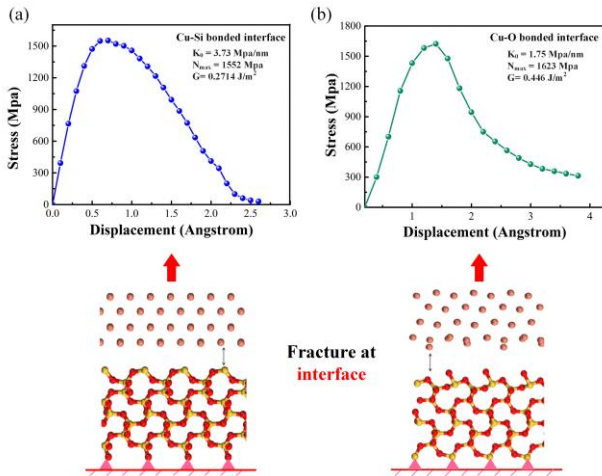 (a)
Cu-Si bonded interface
K₀ = 3.73 Mpa/nm
Nmax = 1552 Mpa
G= 0.2714 J/m²
Stress (Mpa)
1500
1200
900
600
300
0
0.0 0.5 1.0 1.5 2.0 2.5 3.0
Displacement (Angstrom)
(b)
Cu-O bonded interface
K₀ = 1.75 Mpa/nm
Nmax = 1623 Mpa
G= 0.446 J/m²
Stress (Mpa)
1800
1500
1200
900
600
300
0
1 2 3 4
Displacement (Angstrom)
Fracture at
interface